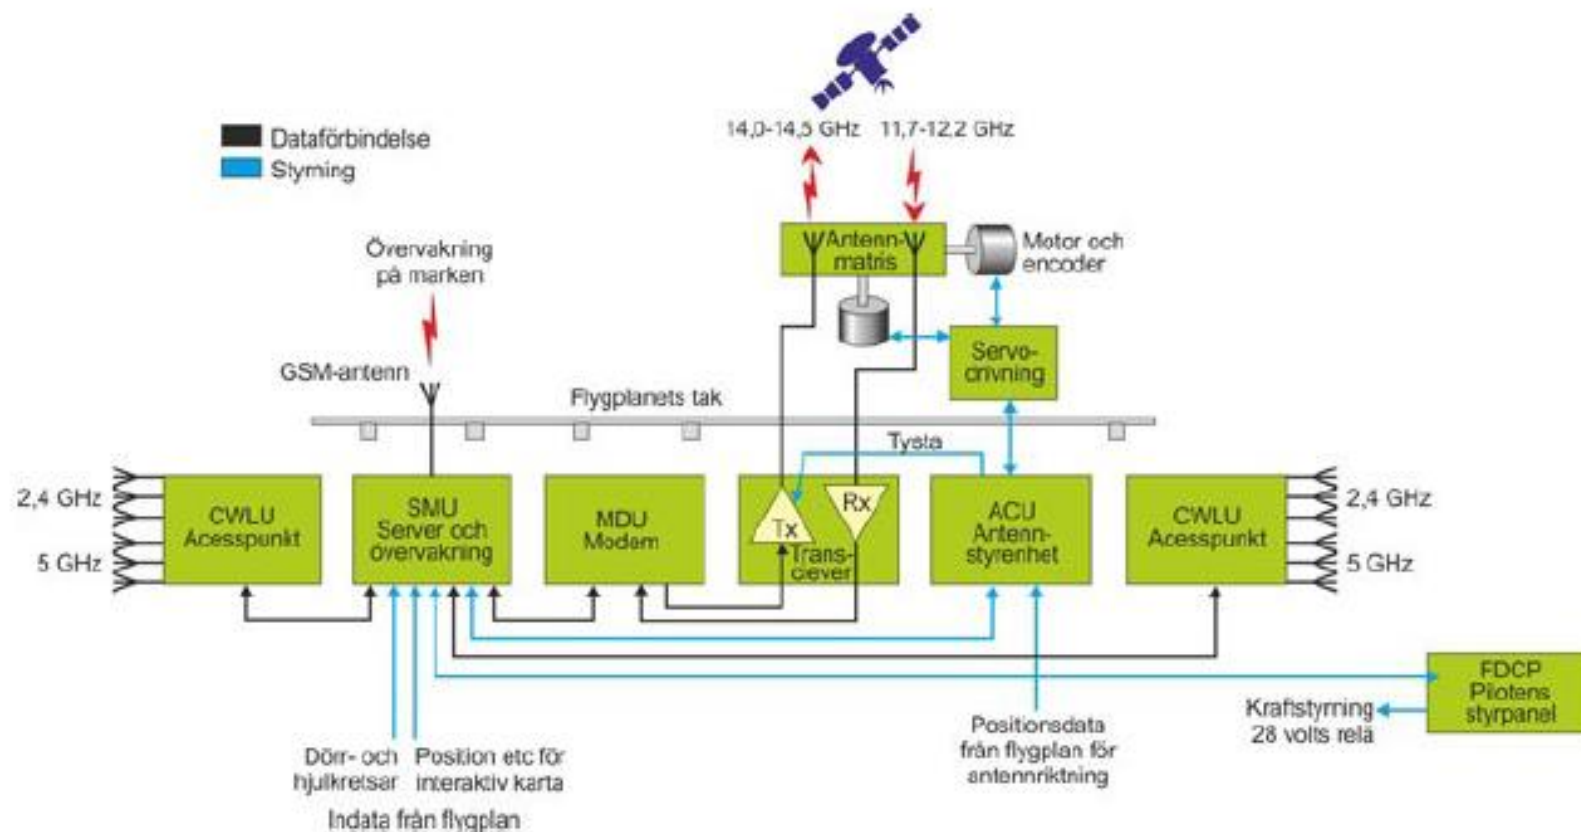 14,0-14,5 GHz
11,7-12,2 GHz
Dataförbindelse
Styrning
Övervakning
på marken
Antenn-
matris
Motor och
encoder
GSM-antenn
Servo-
drivning
Flygplanets tak
Tysta
2,4 GHz
5 GHz
CWLU
Acesspunkt
SMU
Server och
övervakning
MDU
Modem
Tx
Rx
Trans-
ciever
ACU
Antenn-
styrenhet
CWLU
Acesspunkt
2,4 GHz
5 GHz
FDCP
Pilotens
styrpanel
Kraftstyrning
28 volts relä
Dörr- och
hjulkretsar
Position etc för
interaktiv karta
Indata från flygplan
Positionsdata
från flygplan för
antennriktning